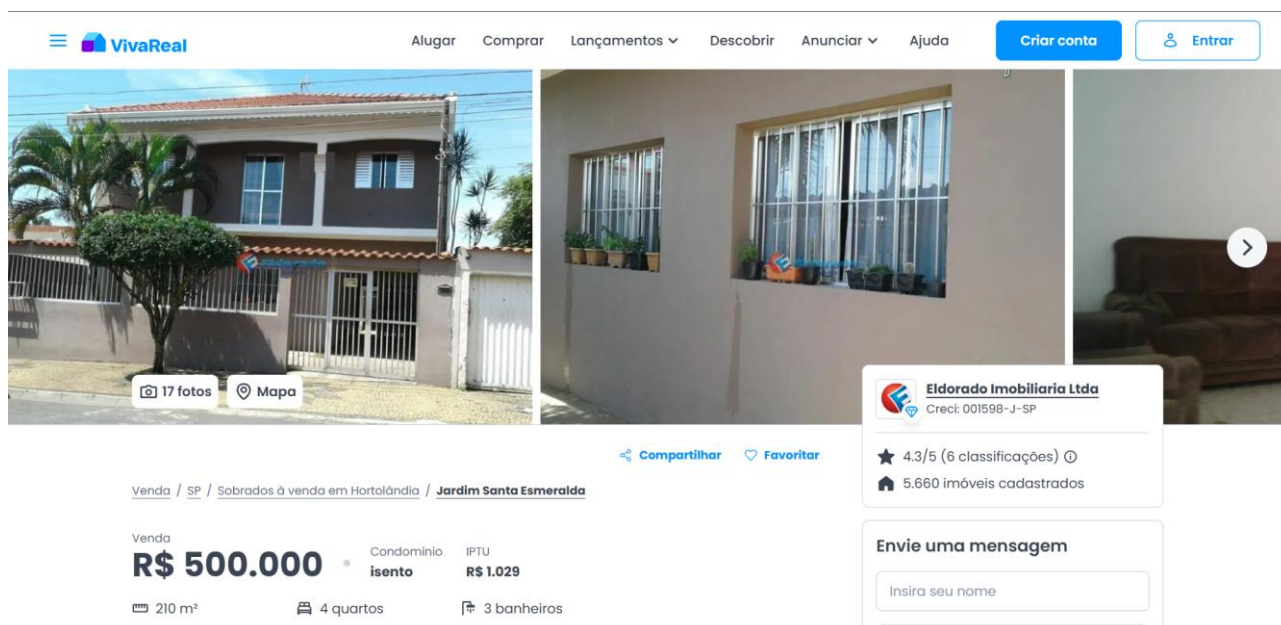 VivaReal
Alugar Comprar Lançamentos Descobrir Anunciar Ajuda Criar conta Entrar
17 fotos Mapa
Eldorado Imobiliaria Ltda
Creci: 001598-J-SP
Compartilhar Favoritar
4.3/5 (6 classificações)
5.660 imóveis cadastrados
Venda / SP / Sobrados à venda em Hortolândia / Jardim Santa Esmeralda
Venda
R$ 500.000
Condomínio
isento
IPTU
R$ 1.029
210 m²
4 quartos
3 banheiros
Envie uma mensagem
Insira seu nome